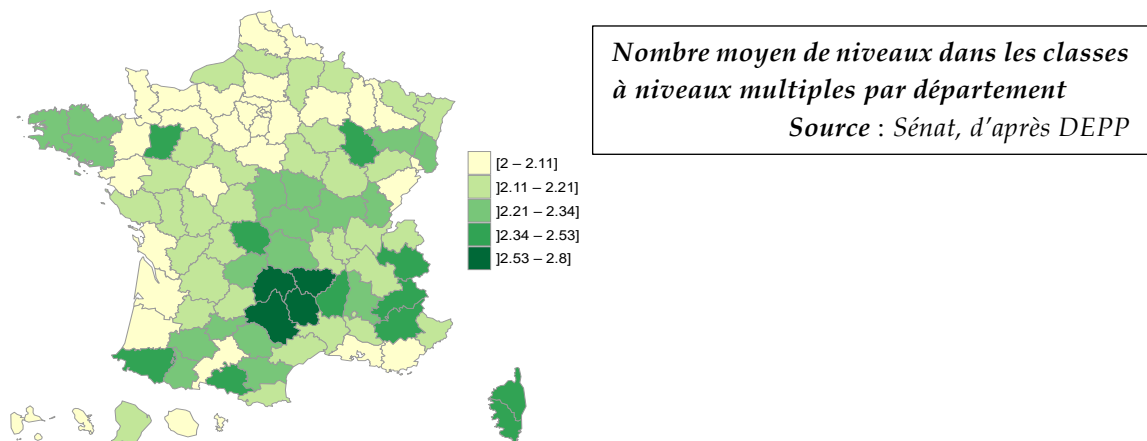 Nombre moyen de niveaux dans les classes
à niveaux multiples par département
Source : Sénat, d'après DEPP
[2 – 2.11]
]2.11 – 2.21]
]2.21 – 2.34]
]2.34 – 2.53]
]2.53 – 2.8]